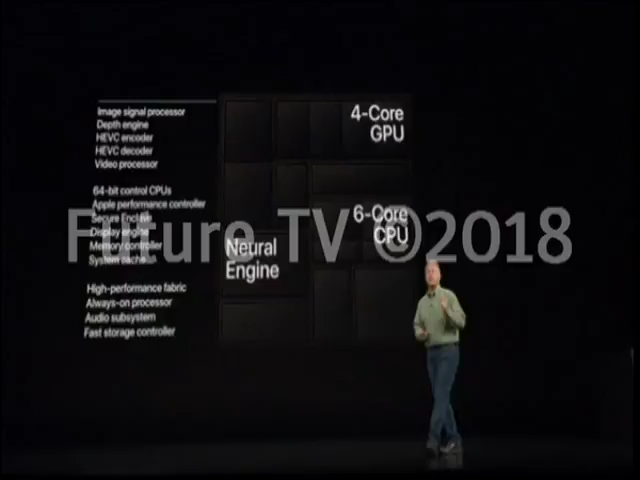 Image signal processor
Depth engine
HEVC encoder
HEVC decoder
Video processor
64-bit control CPUs
Apple performance controller
Secure Enclave
Display engine
Memory controller
System cache
High-performance fabric
Always-on processor
Audio subsystem
Fast storage controller
4-Core
GPU
6-Core
CPU
Neural
Engine
Future TV ©2018